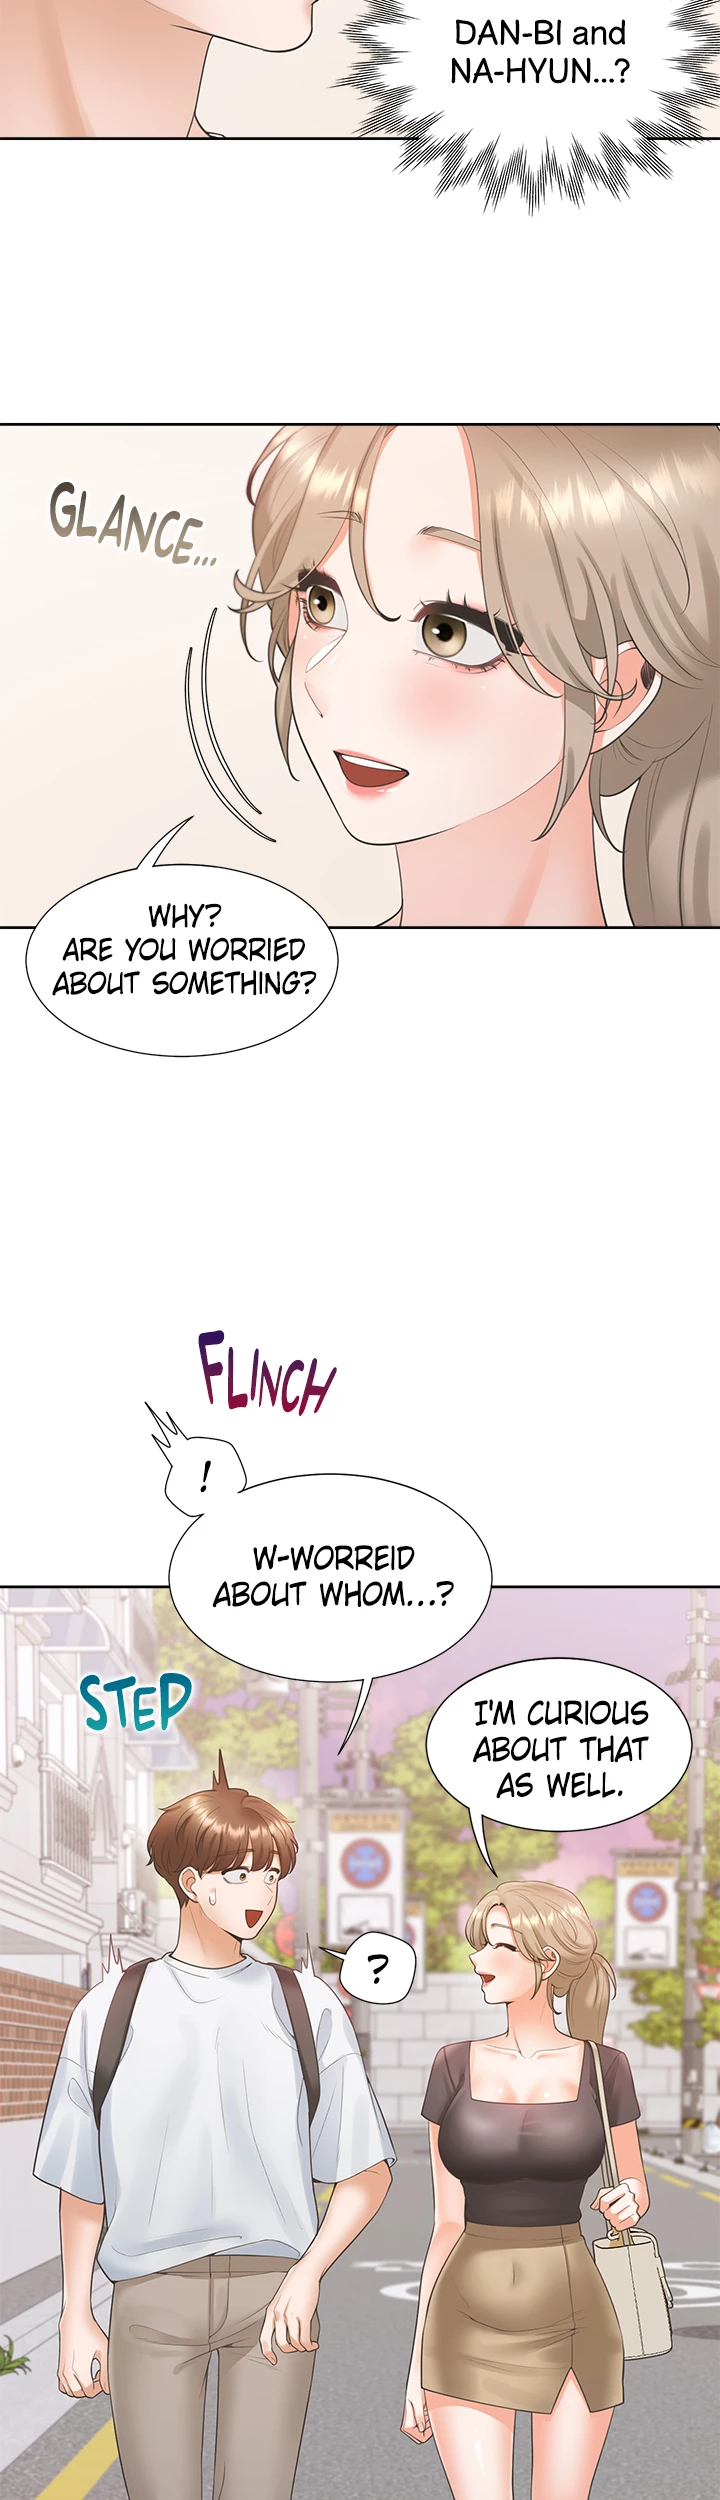 DAN-BI and
NA-HYUN...?
GLANCE...
WHY?
ARE YOU WORRIED
ABOUT SOMETHING?
FLINCH
!
W-WORREID
ABOUT WHOM...?
STEP
I'M CURIOUS
ABOUT THAT
AS WELL.
?